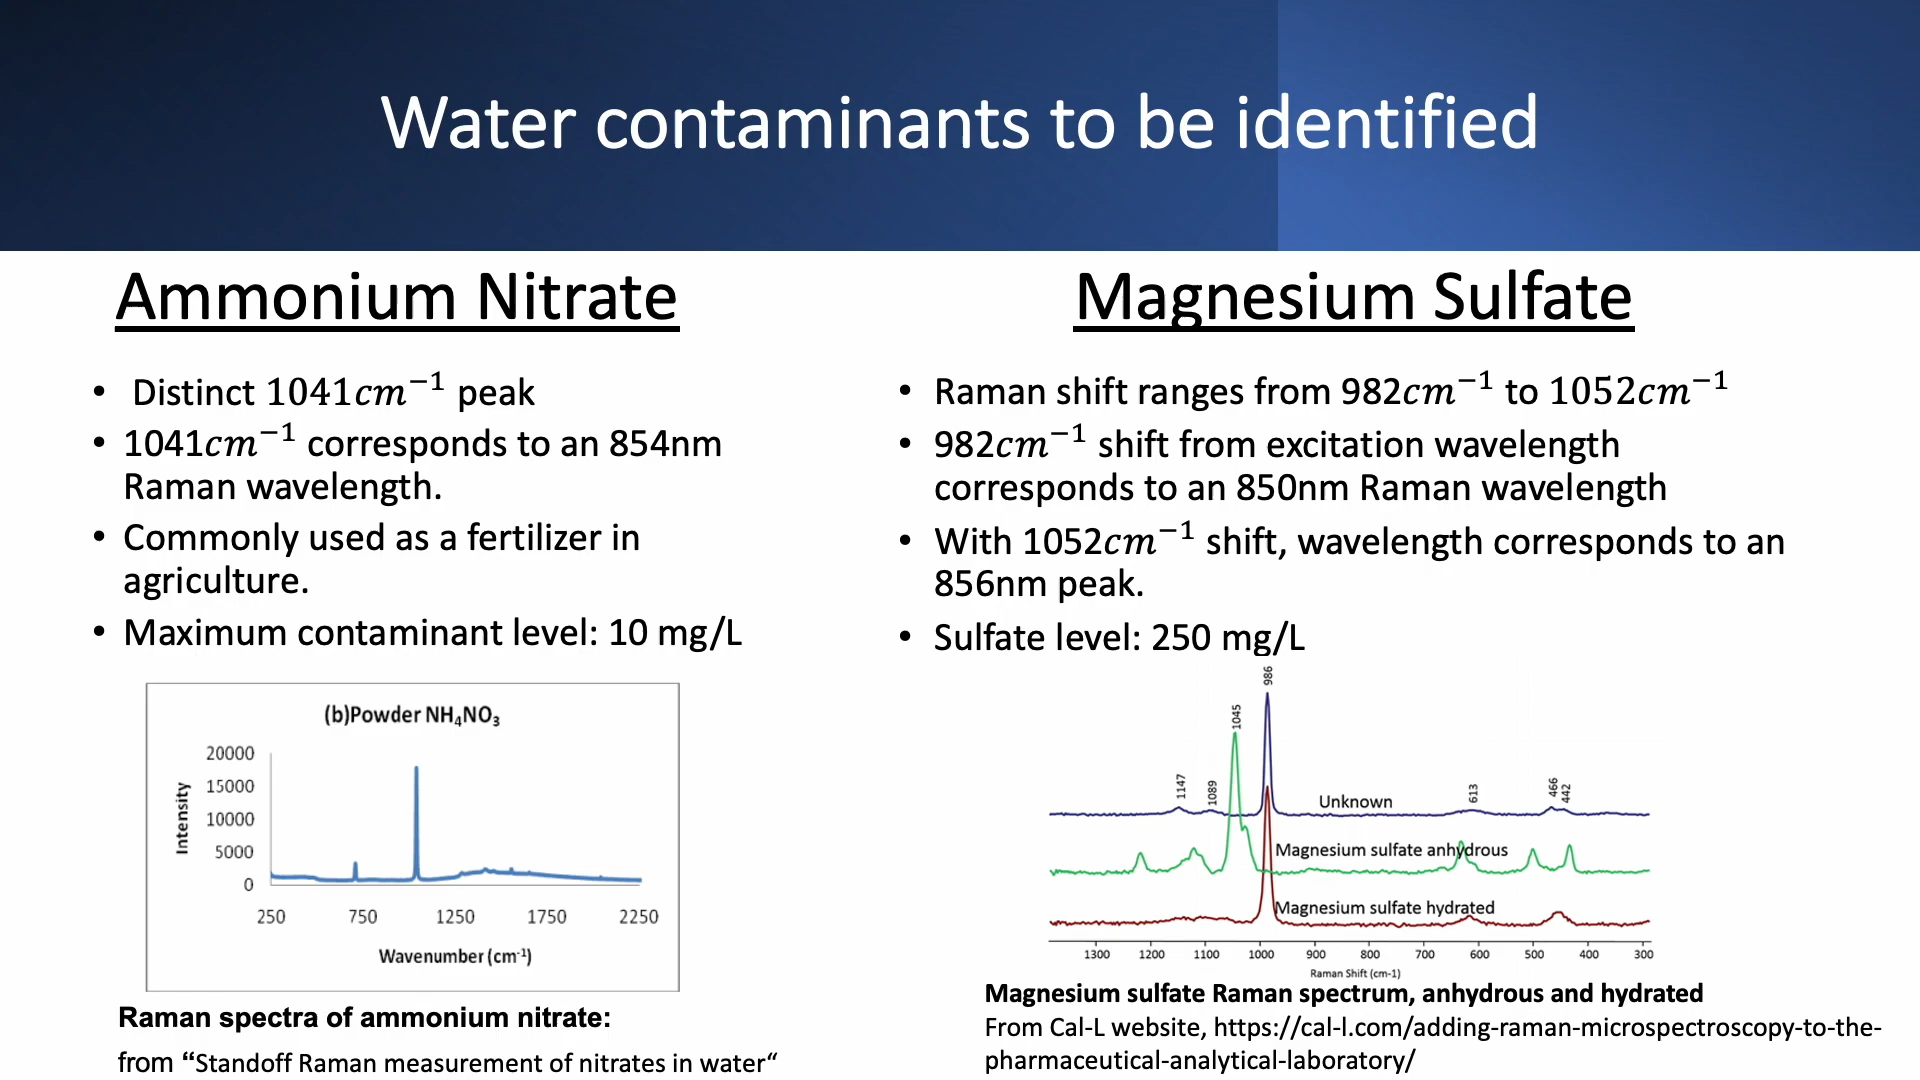 Water contaminants to be identified
Ammonium Nitrate
• Distinct 1041cm⁻¹ peak
• 1041cm⁻¹ corresponds to an 854nm
Raman wavelength.
• Commonly used as a fertilizer in
agriculture.
• Maximum contaminant level: 10 mg/L
(b)Powder NH₄NO₃
Intensity
20000
15000
10000
5000
0
250 750 1250 1750 2250
Wavenumber (cm⁻¹)
Raman spectra of ammonium nitrate:
from “Standoff Raman measurement of nitrates in water“
Magnesium Sulfate
• Raman shift ranges from 982cm⁻¹ to 1052cm⁻¹
• 982cm⁻¹ shift from excitation wavelength
corresponds to an 850nm Raman wavelength
• With 1052cm⁻¹ shift, wavelength corresponds to an
856nm peak.
• Sulfate level: 250 mg/L
986
1045
1147
1089
613
466
442
Unknown
Magnesium sulfate anhydrous
Magnesium sulfate hydrated
1300 1200 1100 1000 900 800 700 600 500 400 300
Raman Shift (cm-1)
Magnesium sulfate Raman spectrum, anhydrous and hydrated
From Cal-L website, https://cal-l.com/adding-raman-microspectroscopy-to-the-
pharmaceutical-analytical-laboratory/